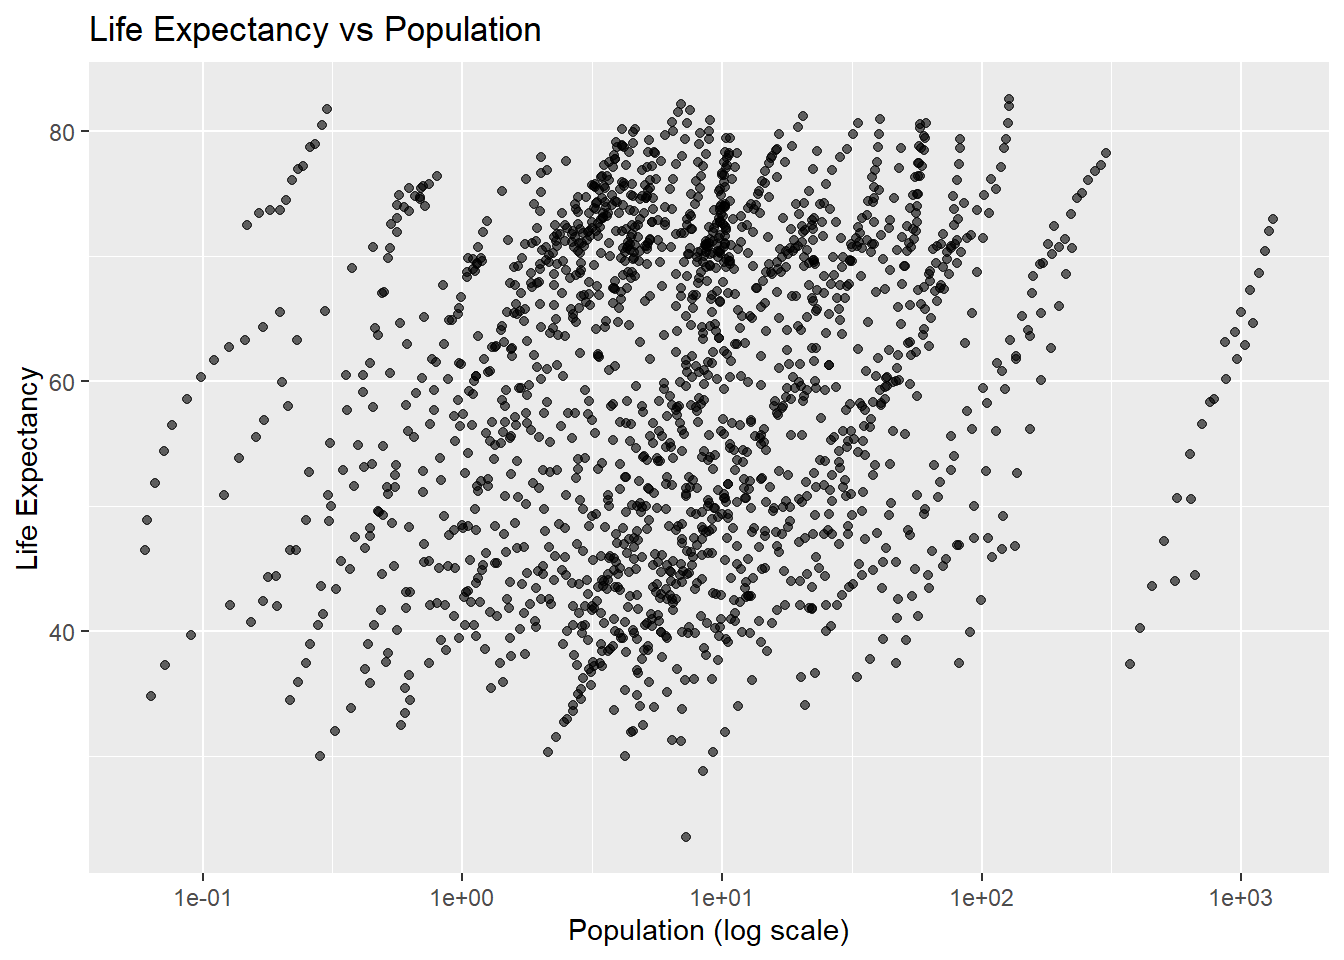 Life Expectancy vs Population
80
60
40
Life Expectancy
1e-01 1e+00 1e+01 1e+02 1e+03
Population (log scale)